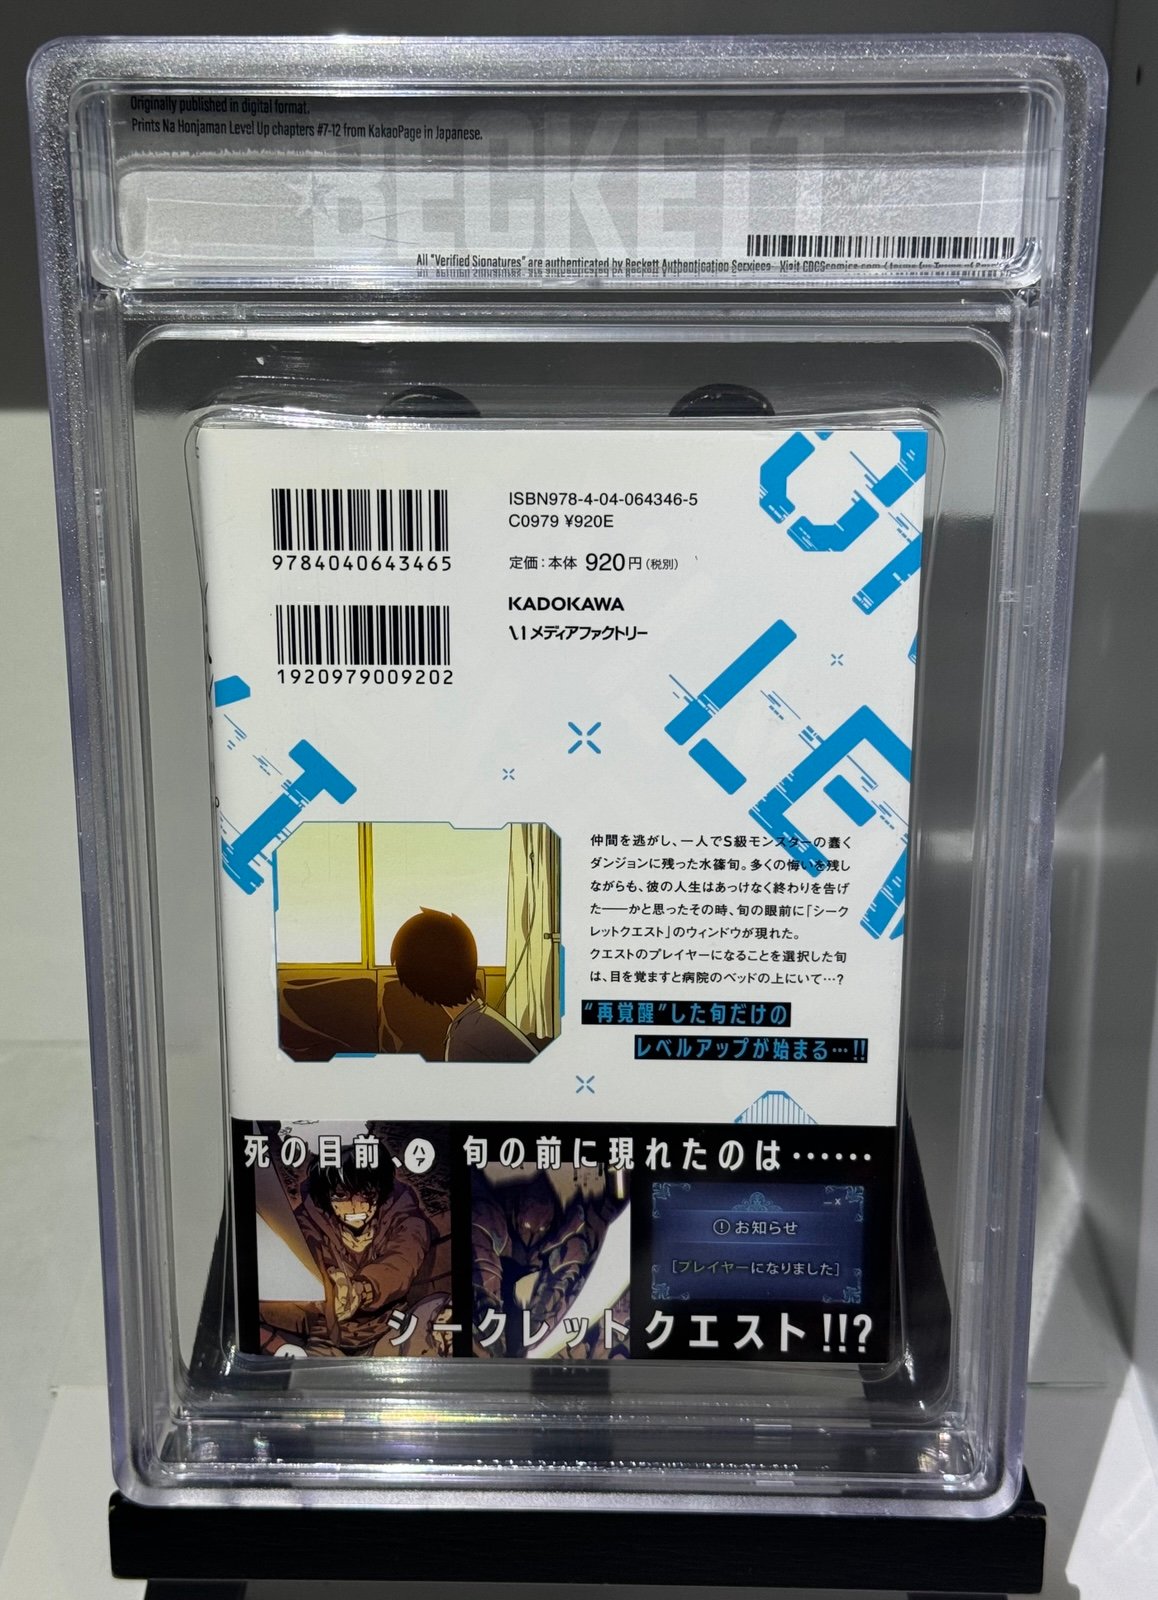 Originally published in digital format.
Prints Na Honjaman Level Up chapters #7-12 from KakaoPage in Japanese.
BECKETT
All "Verified Signatures" are authenticated by Beckett Authentication Services. Visit CBCScomics.com
9784040643465
ISBN978-4-04-064346-5
C0979 ¥920E
定価：本体 920円（税別）
KADOKAWA
メディアファクトリー
1920979009202
仲間を逃がし、一人でS級モンスターの蠢く
ダンジョンに残った水篠旬。多くの悔いを残し
ながらも、彼の人生はあっけなく終わりを告げ
た――かと思ったその時、旬の眼前に「シーク
レットクエスト」のウィンドウが現れた。
クエストのプレイヤーになることを選択した旬
は、目を覚ますと病院のベッドの上にいて…？
“再覚醒”した旬だけの
レベルアップが始まる…!!
死の目前、旬の前に現れたのは……
ハァ
お知らせ
[プレイヤーになりました]
シークレットクエスト!!?